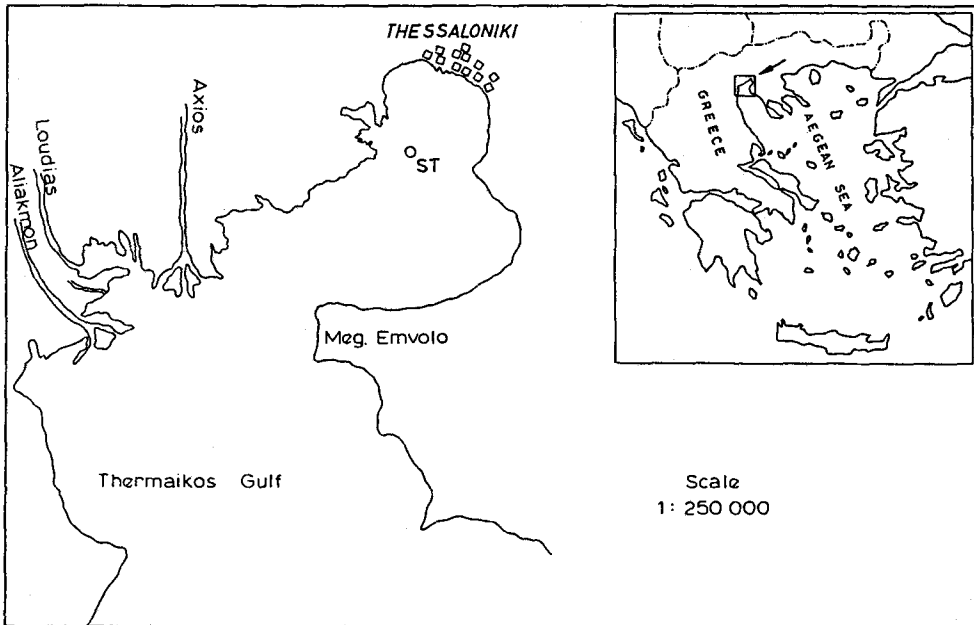 THESSALONIKI
Axios
Loudias
Aliakmon
ST
Meg. Emvolo
Thermaikos Gulf
Scale
1: 250 000
GREECE
AEGEAN SEA